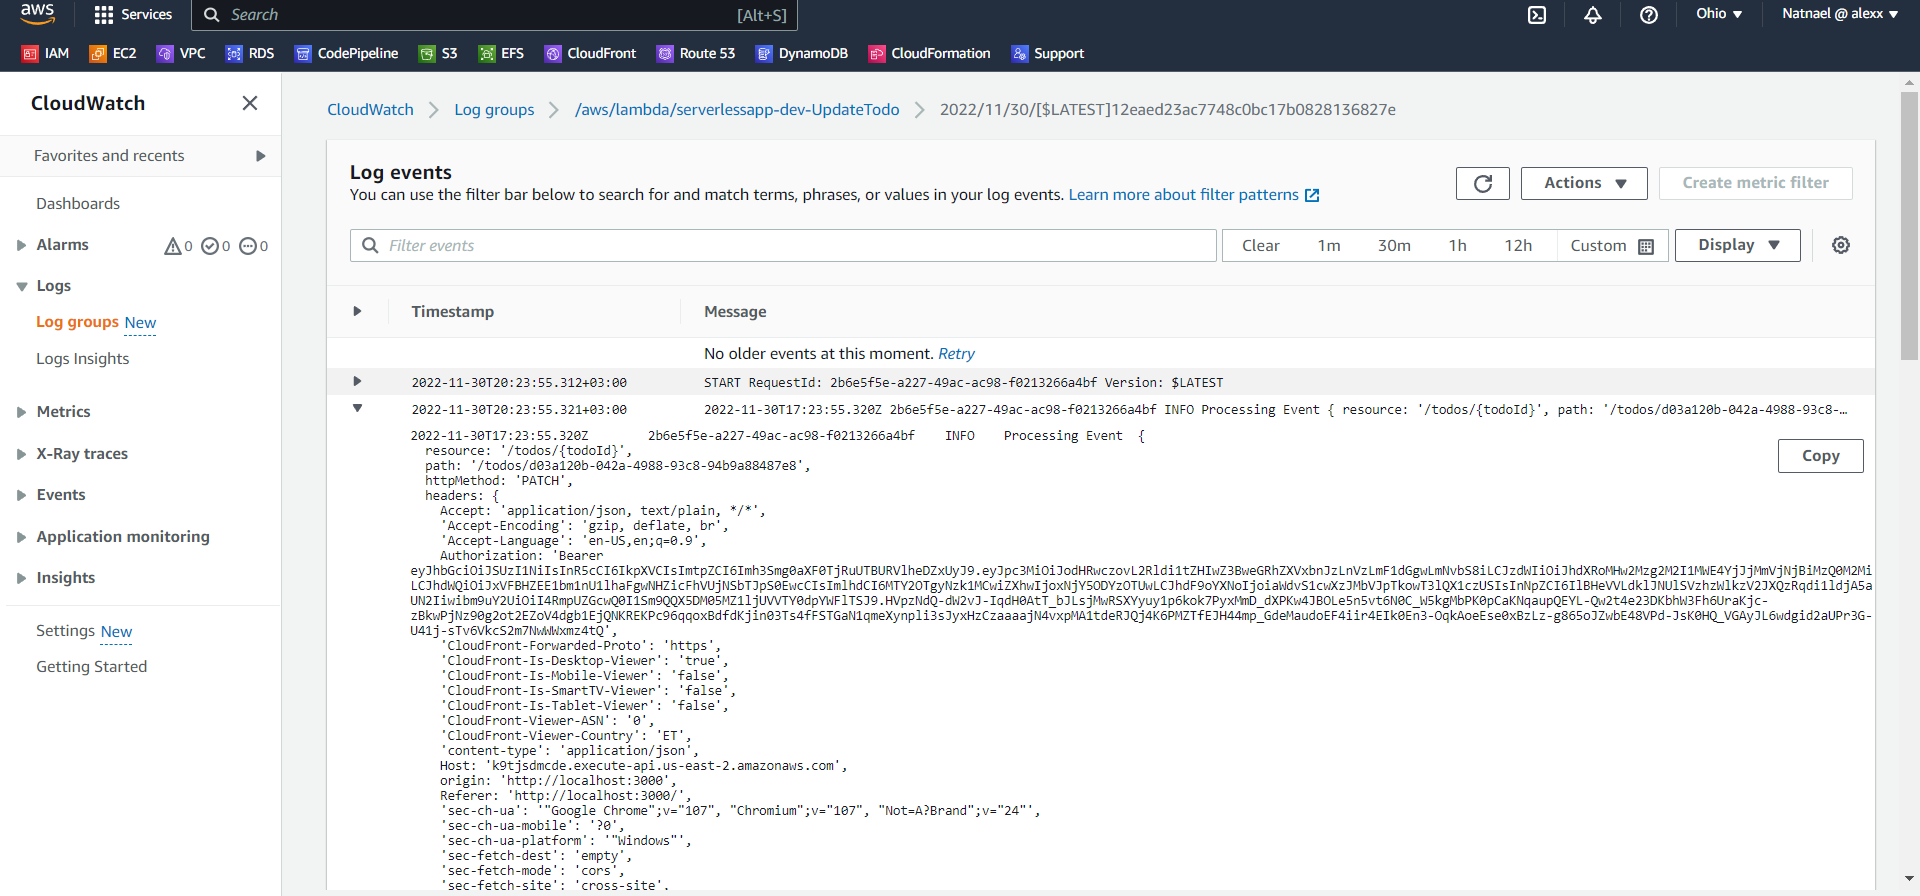 aws
Services
Search [Alt+S]
Ohio
Natnael @ alexx
IAM EC2 VPC RDS CodePipeline S3 EFS CloudFront Route 53 DynamoDB CloudFormation Support
CloudWatch
Favorites and recents
Dashboards
Alarms 0 0 0
Logs
Log groups New
Logs Insights
Metrics
X-Ray traces
Events
Application monitoring
Insights
Settings New
Getting Started
CloudWatch Log groups /aws/lambda/serverlessapp-dev-UpdateTodo 2022/11/30/[$LATEST]12eaed23ac7748c0bc17b0828136827e
Log events
You can use the filter bar below to search for and match terms, phrases, or values in your log events. Learn more about filter patterns
Actions
Create metric filter
Filter events
Clear 1m 30m 1h 12h Custom
Display
Timestamp Message
No older events at this moment. Retry
2022-11-30T20:23:55.312+03:00 START RequestId: 2b6e5f5e-a227-49ac-ac98-f0213266a4bf Version: $LATEST
2022-11-30T20:23:55.321+03:00 2022-11-30T17:23:55.320Z 2b6e5f5e-a227-49ac-ac98-f0213266a4bf INFO Processing Event { resource: '/todos/{todoId}', path: '/todos/d03a120b-042a-4988-93c8-…
2022-11-30T17:23:55.320Z 2b6e5f5e-a227-49ac-ac98-f0213266a4bf INFO Processing Event {
Copy
resource: '/todos/{todoId}',
path: '/todos/d03a120b-042a-4988-93c8-94b9a88487e8',
httpMethod: 'PATCH',
headers: {
Accept: 'application/json, text/plain, */*',
'Accept-Encoding': 'gzip, deflate, br',
'Accept-Language': 'en-US,en;q=0.9',
Authorization: 'Bearer
'CloudFront-Forwarded-Proto': 'https',
'CloudFront-Is-Desktop-Viewer': 'true',
'CloudFront-Is-Mobile-Viewer': 'false',
'CloudFront-Is-SmartTV-Viewer': 'false',
'CloudFront-Is-Tablet-Viewer': 'false',
'CloudFront-Viewer-ASN': '0',
'CloudFront-Viewer-Country': 'ET',
'content-type': 'application/json',
Host: 'k9tjsdmcde.execute-api.us-east-2.amazonaws.com',
origin: 'http://localhost:3000',
Referer: 'http://localhost:3000/',
'sec-ch-ua': '"Google Chrome";v="107", "Chromium";v="107", "Not=A?Brand";v="24"',
'sec-ch-ua-mobile': '?0',
'sec-ch-ua-platform': '"Windows"',
'sec-fetch-dest': 'empty',
'sec-fetch-mode': 'cors',
'sec-fetch-site': 'cross-site',